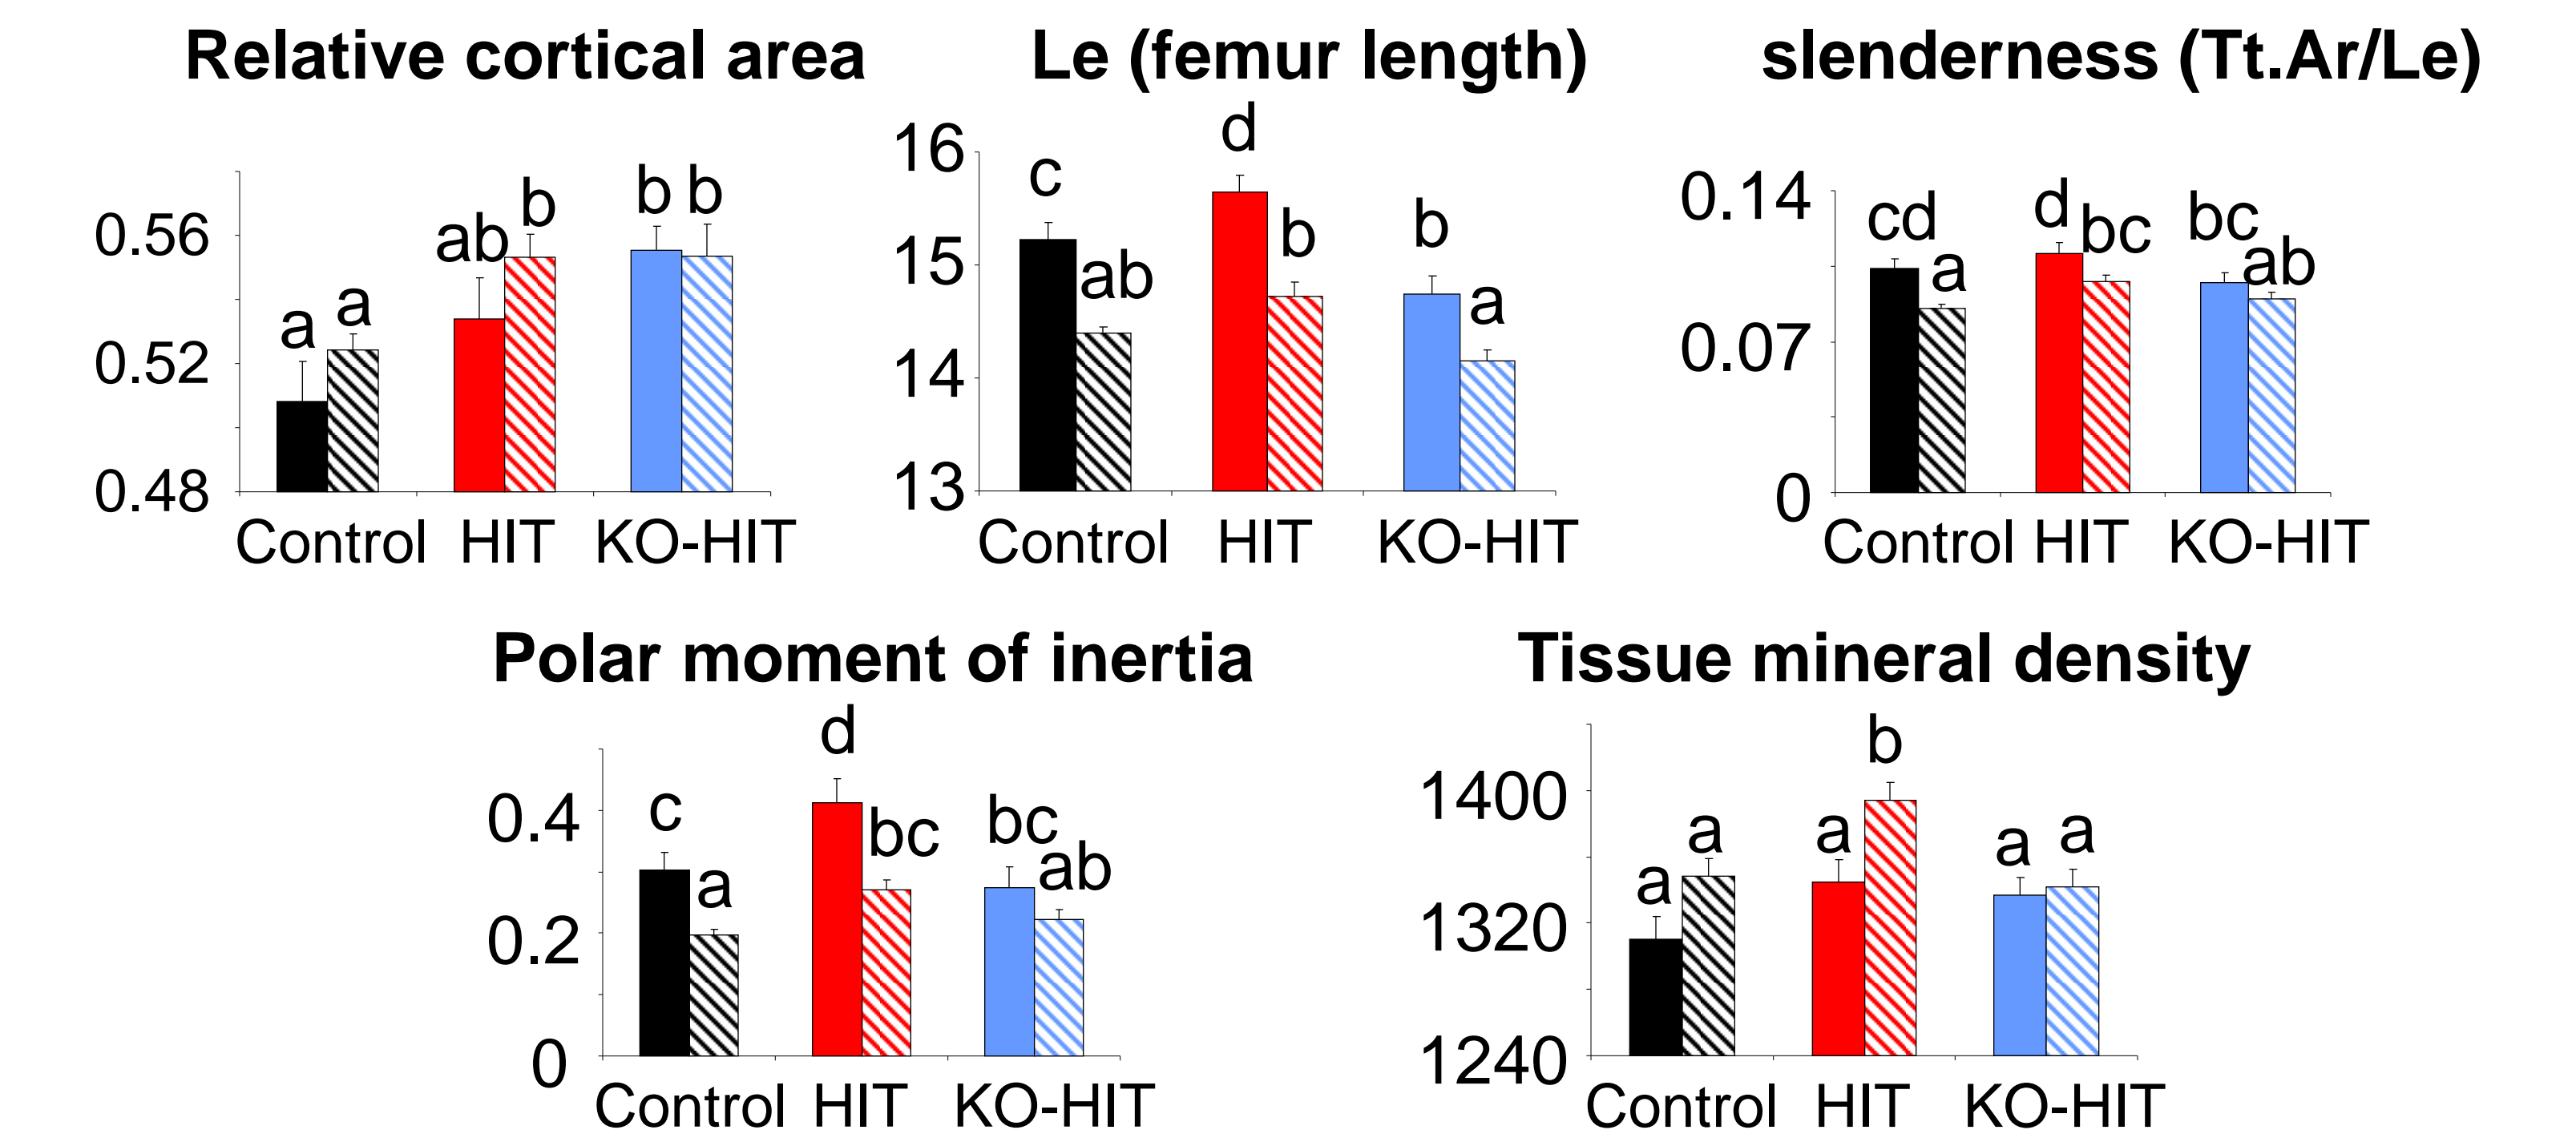 Relative cortical area
0.56
0.52
0.48
a
a
ab
b
b
b
Control HIT KO-HIT
Le (femur length)
16
15
14
13
c
ab
d
b
b
a
Control HIT KO-HIT
slenderness (Tt.Ar/Le)
0.14
0.07
0
cd
a
d
bc
bc
ab
Control HIT KO-HIT
Polar moment of inertia
0.4
0.2
0
c
a
d
bc
bc
ab
Control HIT KO-HIT
Tissue mineral density
1400
1320
1240
a
a
a
b
a
a
Control HIT KO-HIT